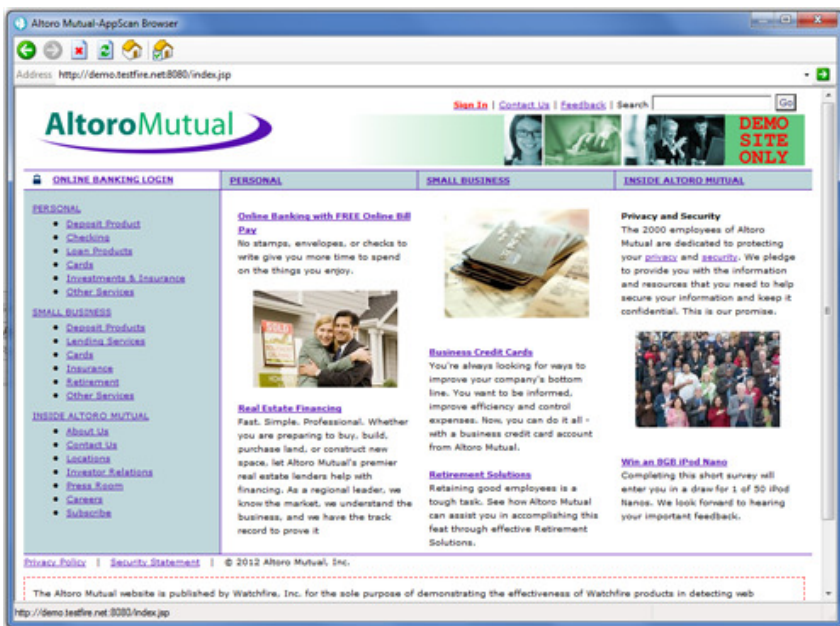 Altoro Mutual-AppScan Browser
Address http://demo.testfire.net:8080/index.jsp
Sign In | Contact Us | Feedback | Search
Go
AltoroMutual
DEMO
SITE
ONLY
ONLINE BANKING LOGIN
PERSONAL
SMALL BUSINESS
INSIDE ALTORO MUTUAL
PERSONAL
Deposit Product
Checking
Loan Products
Cards
Investments & Insurance
Other Services
SMALL BUSINESS
Deposit Products
Lending Services
Cards
Insurance
Retirement
Other Services
INSIDE ALTORO MUTUAL
About Us
Contact Us
Locations
Investor Relations
Press Room
Careers
Subscribe
Online Banking with FREE Online Bill
Pay
No stamps, envelopes, or checks to
write give you more time to spend
on the things you enjoy.
SOLD
Real Estate Financing
Fast. Simple. Professional. Whether
you are preparing to buy, build,
purchase land, or construct new
space, let Altoro Mutual's premier
real estate lenders help with
financing. As a regional leader, we
know the market, we understand the
business, and we have the track
record to prove it
Business Credit Cards
You're always looking for ways to
improve your company's bottom
line. You want to be informed,
improve efficiency and control
expenses. Now, you can do it all -
with a business credit card account
from Altoro Mutual.
Retirement Solutions
Retaining good employees is a
tough task. See how Altoro Mutual
can assist you in accomplishing this
feat through effective Retirement
Solutions.
Privacy and Security
The 2000 employees of Altoro
Mutual are dedicated to protecting
your privacy and security. We pledge
to provide you with the information
and resources that you need to help
secure your information and keep it
confidential. This is our promise.
Win an 8GB iPod Nano
Completing this short survey will
enter you in a draw for 1 of 50 iPod
Nanos. We look forward to hearing
your important feedback.
Privacy Policy | Security Statement | © 2012 Altoro Mutual, Inc.
The Altoro Mutual website is published by Watchfire, Inc. for the sole purpose of demonstrating the effectiveness of Watchfire products in detecting web
http://demo.testfire.net:8080/index.jsp